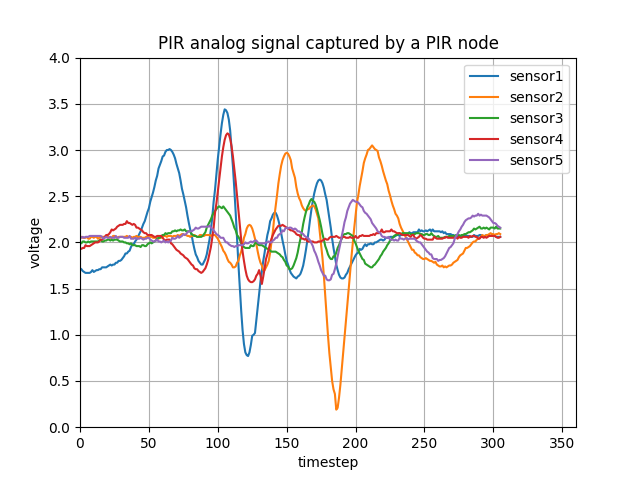 PIR analog signal captured by a PIR node
4.0
3.5
3.0
2.5
2.0
1.5
1.0
0.5
0.0
voltage
sensor1
sensor2
sensor3
sensor4
sensor5
0 50 100 150 200 250 300 350
timestep